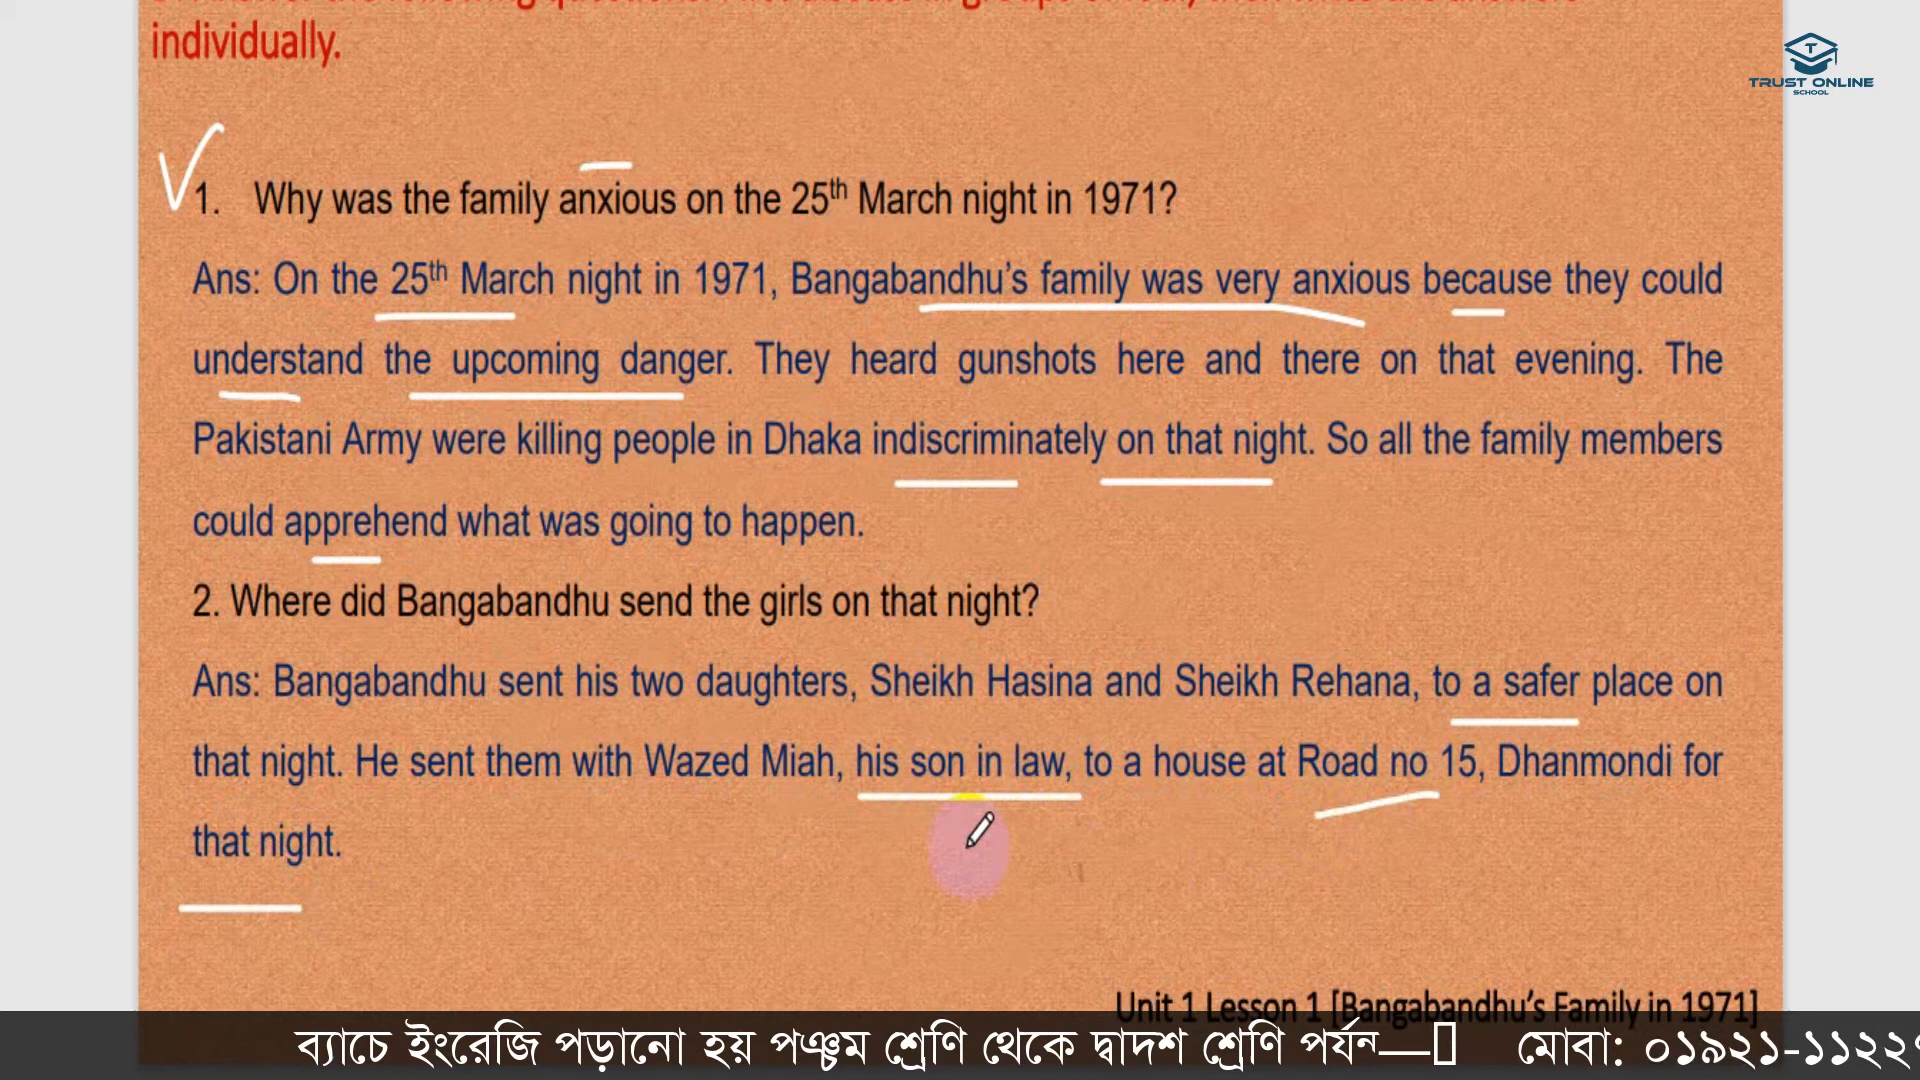 individually.
TRUST ONLINE
SCHOOL
1. Why was the family anxious on the 25th March night in 1971?
Ans: On the 25th March night in 1971, Bangabandhu's family was very anxious because they could
understand the upcoming danger. They heard gunshots here and there on that evening. The
Pakistani Army were killing people in Dhaka indiscriminately on that night. So all the family members
could apprehend what was going to happen.
2. Where did Bangabandhu send the girls on that night?
Ans: Bangabandhu sent his two daughters, Sheikh Hasina and Sheikh Rehana, to a safer place on
that night. He sent them with Wazed Miah, his son in law, to a house at Road no 15, Dhanmondi for
that night.
Unit 1 Lesson 1 [Bangabandhu's Family in 1971]
ব্যাচে ইংরেজি পড়ানো হয় পঞ্চম শ্রেণি থেকে দ্বাদশ শ্রেণি পর্যন— মোবা: ০১৯২১-১১২২